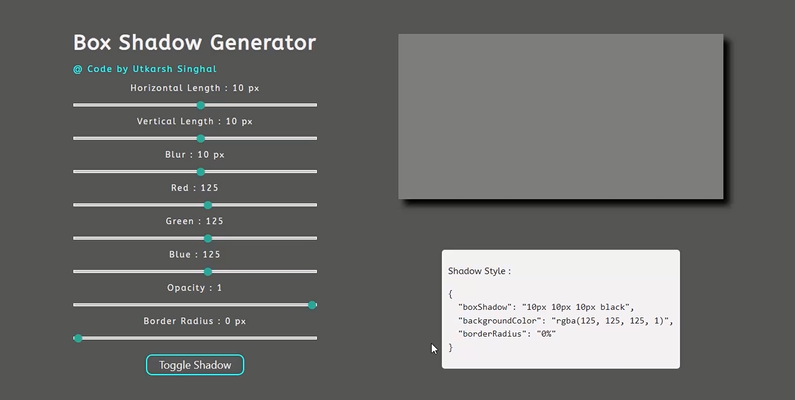 Box Shadow Generator
@ Code by Utkarsh Singhal
Horizontal Length : 10 px
Vertical Length : 10 px
Blur : 10 px
Red : 125
Green : 125
Blue : 125
Opacity : 1
Border Radius : 0 px
Toggle Shadow
Shadow Style :
{
"boxShadow": "10px 10px 10px black",
"backgroundColor": "rgba(125, 125, 125, 1)",
"borderRadius": "0%"
}